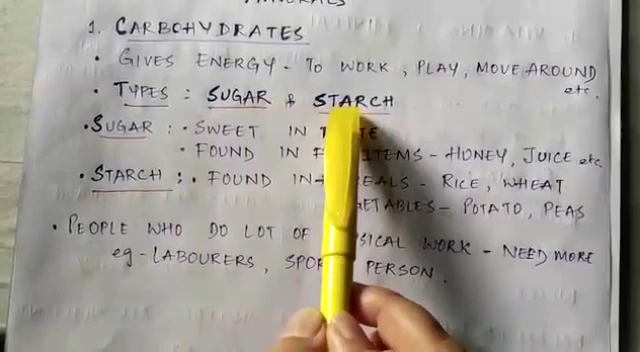 1. CARBOHYDRATES
• GIVES ENERGY - TO WORK, PLAY, MOVE AROUND etc.
• TYPES : SUGAR & STARCH
• SUGAR : • SWEET IN
• FOUND IN ITEMS - HONEY, JUICE etc
• STARCH : • FOUND IN - RICE, WHEAT
- POTATO, PEAS
• PEOPLE WHO DO LOT OF WORK - NEED MORE
eg - LABOURERS, PERSON.